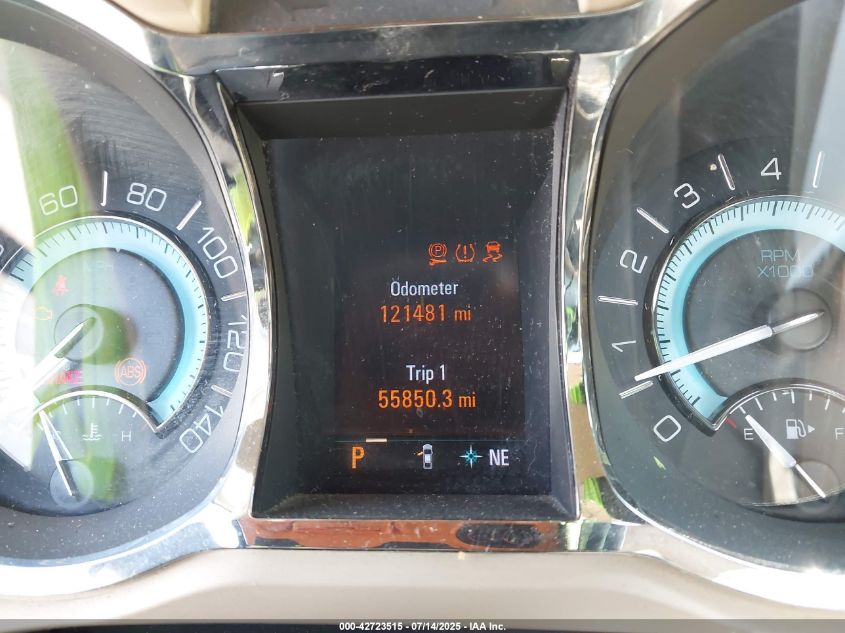 60 80 100 120 140
C H
ABS
Odometer
121481 mi
Trip 1
55850.3 mi
P NE
0 1 2 3 4
RPM
X1000
E F
000-42723515 - 07/14/2025 - IAA Inc.